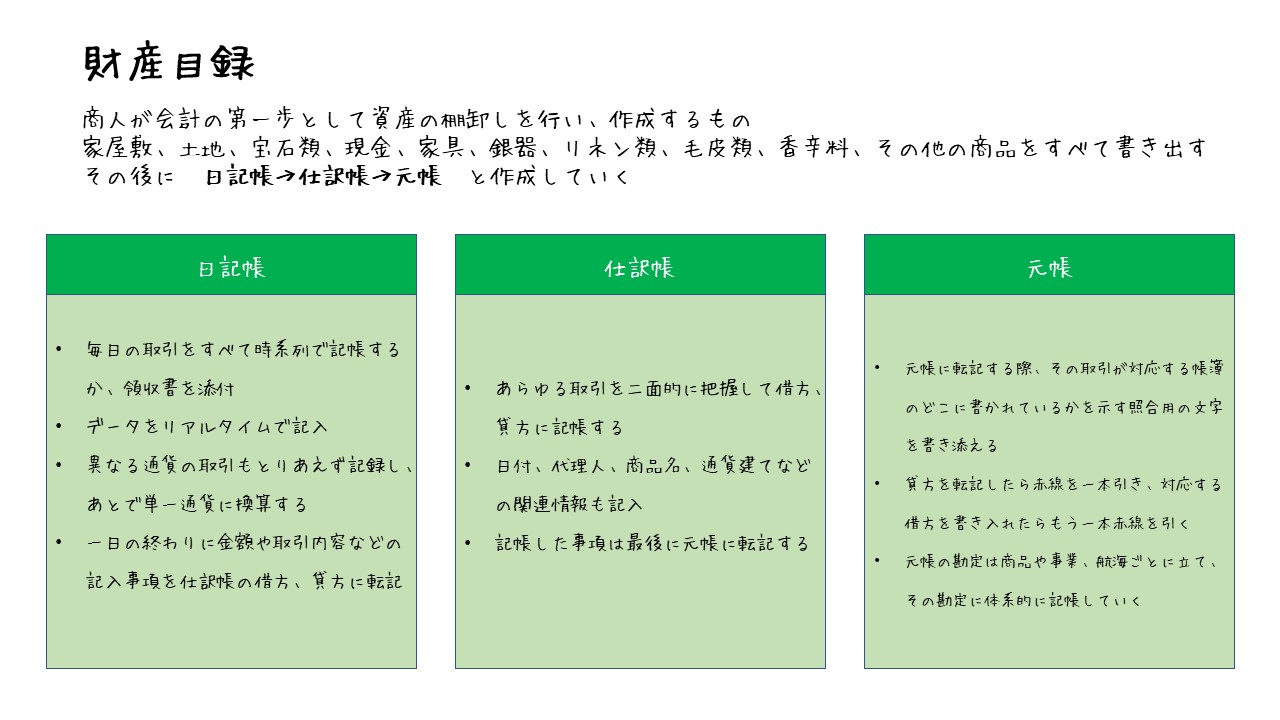 財産目録
商人が会計の第一歩として資産の棚卸しを行い、作成するもの
家屋敷、土地、宝石類、現金、家具、銀器、リネン類、毛皮類、香辛料、その他の商品をすべて書き出す
その後に　日記帳→仕訳帳→元帳　と作成していく
日記帳
• 毎日の取引をすべて時系列で記帳する
か、領収書を添付
• データをリアルタイムで記入
• 異なる通貨の取引もとりあえず記録し、
あとで単一通貨に換算する
• 一日の終わりに金額や取引内容などの
記入事項を仕訳帳の借方、貸方に転記
仕訳帳
• あらゆる取引を二面的に把握して借方、
貸方に記帳する
• 日付、代理人、商品名、通貨建てなど
の関連情報も記入
• 記帳した事項は最後に元帳に転記する
元帳
• 元帳に転記する際、その取引が対応する帳簿
のどこに書かれているかを示す照合用の文字
を書き添える
• 貸方を転記したら赤線を一本引き、対応する
借方を書き入れたらもう一本赤線を引く
• 元帳の勘定は商品や事業、航海ごとに立て、
その勘定に体系的に記帳していく